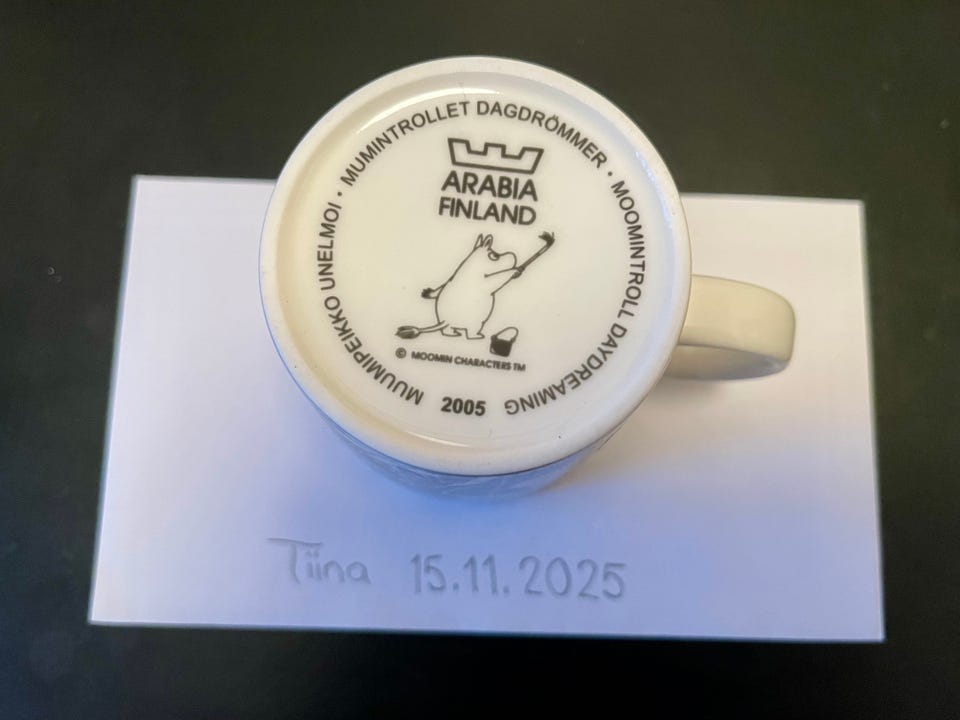 MUUMIPEIKKO UNELMOI · MUMINTROLLET DAGDRÖMMER · MOOMINTROLL DAYDREAMING
ARABIA
FINLAND
© MOOMIN CHARACTERS TM
2005
Tiina 15.11.2025